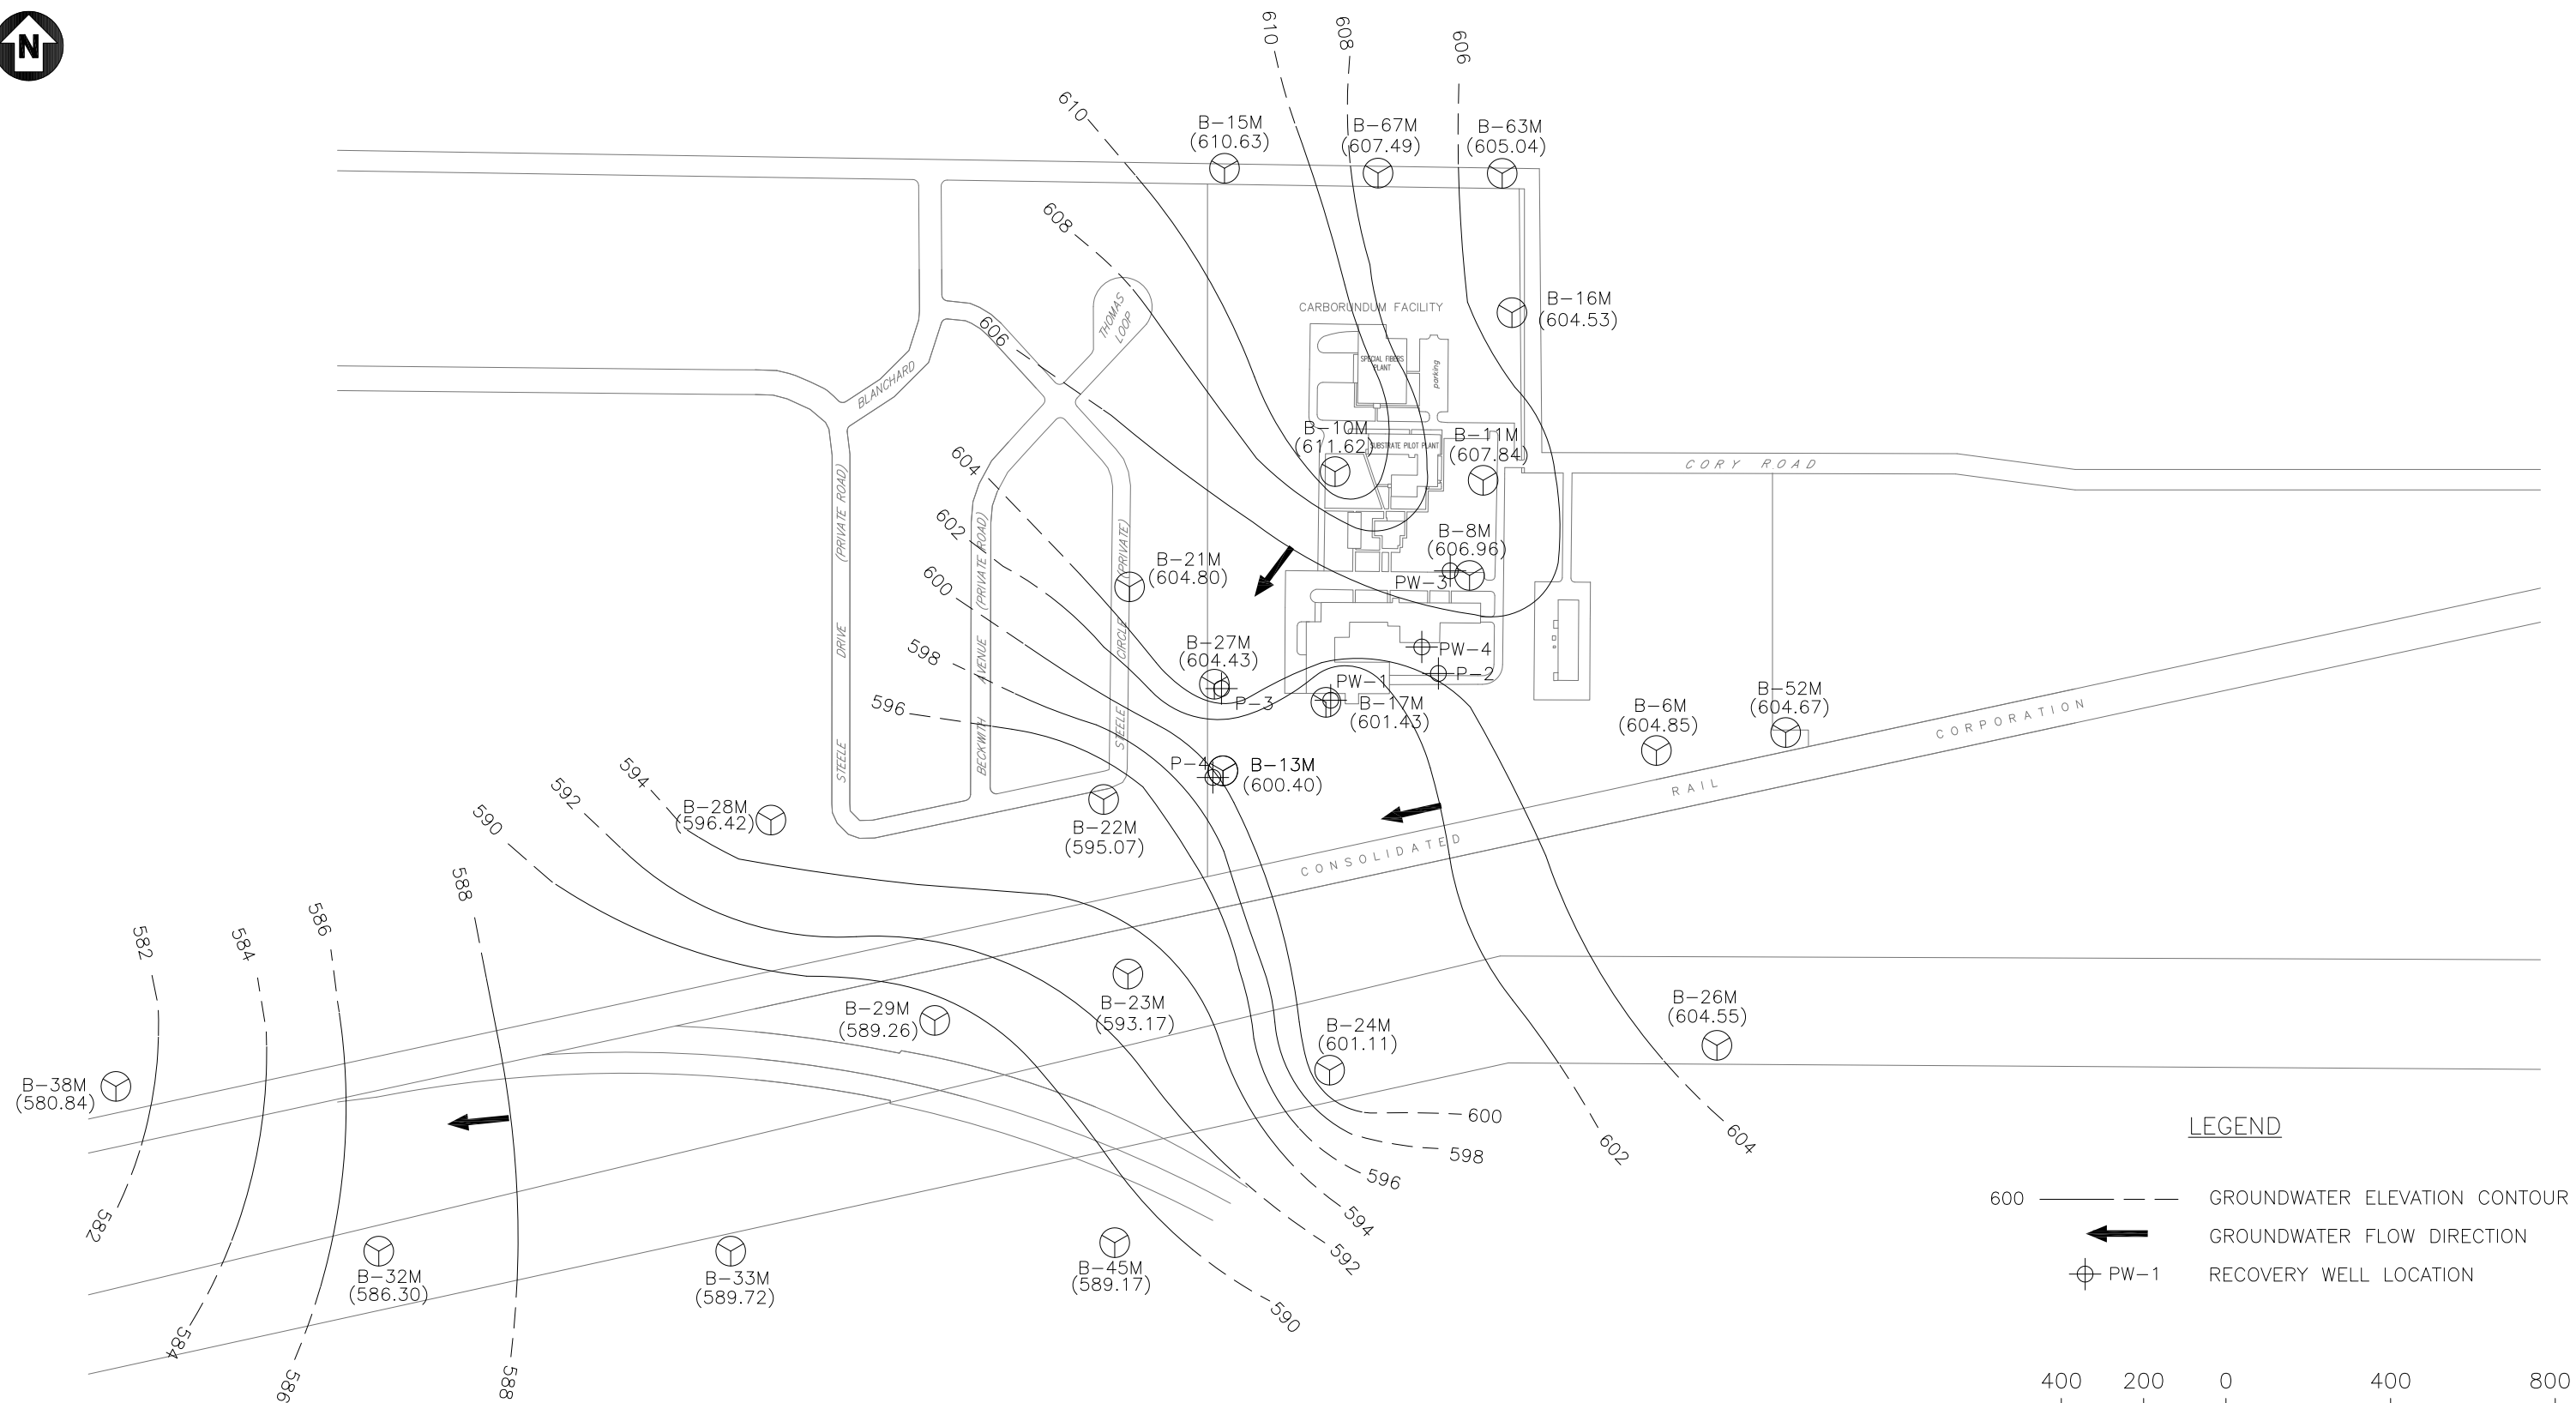 N
610
608
606
610
B-15M
(610.63)
B-67M
(607.49)
B-63M
(605.04)
608
THOMAS
LOOP
606
CARBORUNDUM FACILITY
B-16M
(604.53)
SPECIAL FIBERS
PLANT
parking
BLANCHARD
B-10M
(611.62)
SUBSTRATE PILOT PLANT
B-11M
(607.84)
CORY ROAD
604
602
600
598
596
STEELE DRIVE (PRIVATE ROAD)
BECKWITH AVENUE (PRIVATE ROAD)
STEELE CIRCLE (PRIVATE)
B-21M
(604.80)
B-8M
(606.96)
PW-3
PW-4
P-2
B-27M
(604.43)
P-3
PW-1
B-17M
(601.43)
B-6M
(604.85)
B-52M
(604.67)
CONSOLIDATED RAIL CORPORATION
P-4
B-13M
(600.40)
594
592
590
B-28M
(596.42)
B-22M
(595.07)
588
586
584
582
B-29M
(589.26)
B-23M
(593.17)
B-24M
(601.11)
B-26M
(604.55)
B-38M
(580.84)
600
598
596
594
592
590
602
604
582
584
586
588
B-32M
(586.30)
B-33M
(589.72)
B-45M
(589.17)
LEGEND
600 GROUNDWATER ELEVATION CONTOUR
GROUNDWATER FLOW DIRECTION
PW-1 RECOVERY WELL LOCATION
400 200 0 400 800